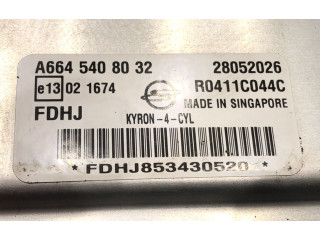 A664 540 80 32 28052026
e13 02 1674 R0411C044C
MADE IN SINGAPORE
FDHJ KYRON-4-CYL
*FDHJ853430520*